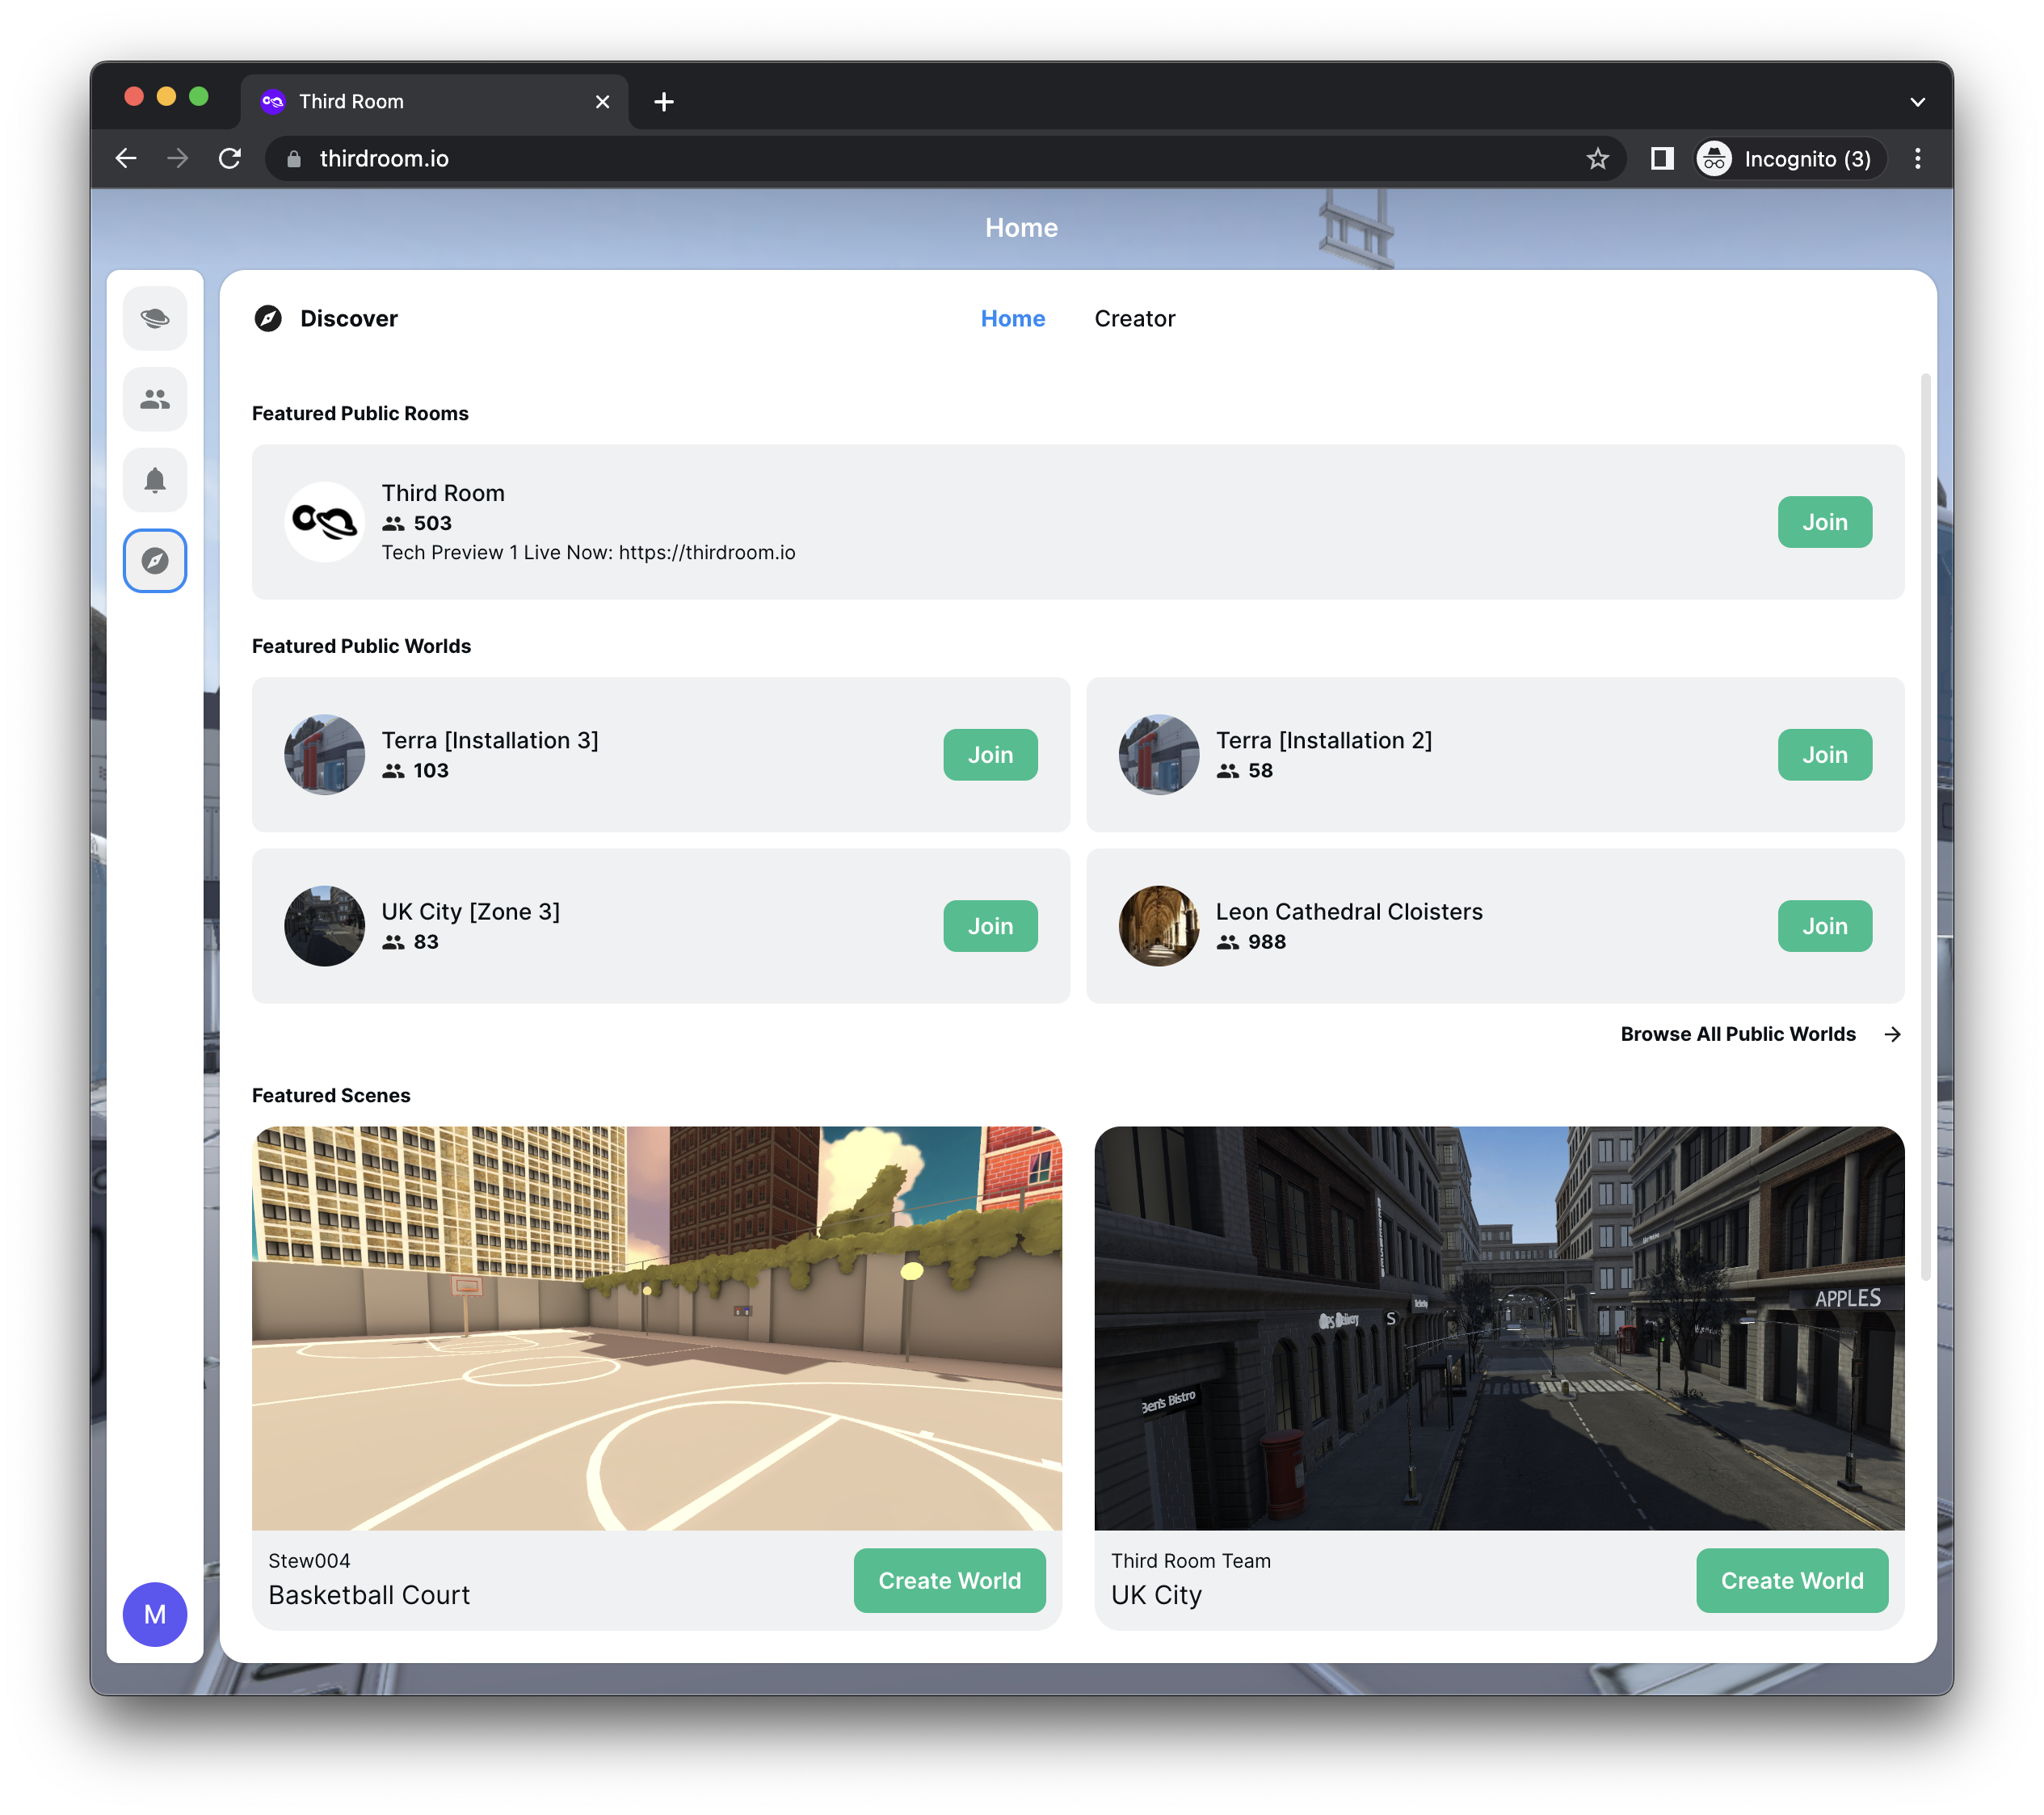 Third Room
thirdroom.io
Incognito (3)
Home
Discover
Home
Creator
Featured Public Rooms
Third Room
503
Tech Preview 1 Live Now: https://thirdroom.io
Join
Featured Public Worlds
Terra [Installation 3]
103
Join
Terra [Installation 2]
58
Join
UK City [Zone 3]
83
Join
Leon Cathedral Cloisters
988
Join
Browse All Public Worlds
Featured Scenes
APPLES
Delivery
S
Ben's Bistro
Stew004
Basketball Court
Create World
Third Room Team
UK City
Create World
M